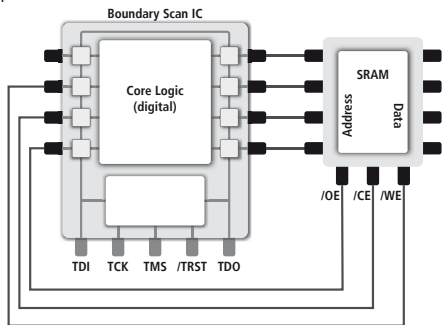 Boundary Scan IC
Core Logic
(digital)
SRAM
Address
Data
/OE /CE /WE
TDI TCK TMS /TRST TDO